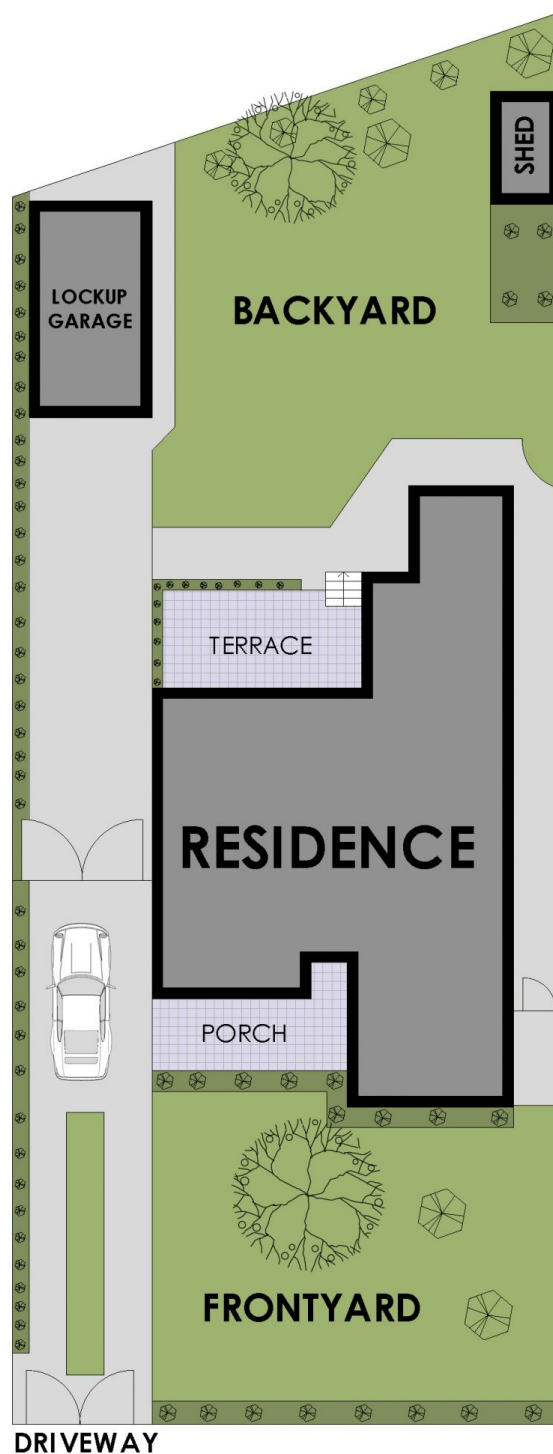 SHED
LOCKUP
GARAGE
BACKYARD
TERRACE
RESIDENCE
PORCH
FRONTYARD
DRIVEWAY